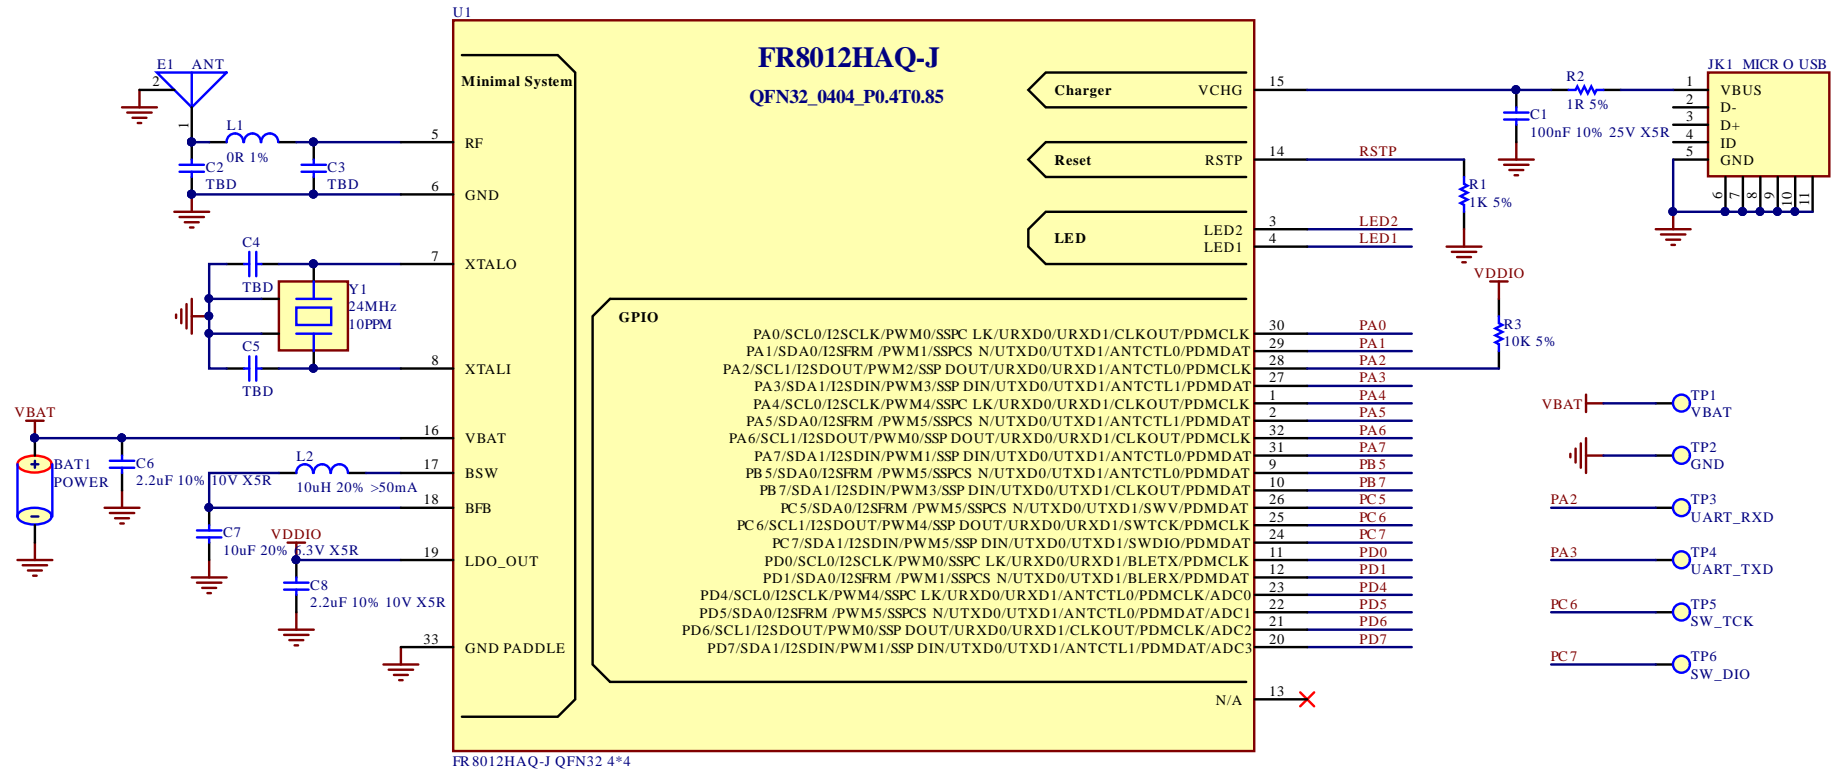 U1
FR8012HAQ-J
QFN32_0404_P0.4T0.85
Minimal System
E1 ANT
2
1
L1
0R 1%
C2
TBD
C3
TBD
5
RF
6
GND
C4
TBD
Y1
24MHz
10PPM
C5
TBD
7
XTALO
8
XTALI
VBAT
BAT1
POWER
C6
2.2uF 10% 10V X5R
16
VBAT
L2
10uH 20% >50mA
17
BSW
18
BFB
C7
10uF 20% 6.3V X5R
VDDIO
19
LDO_OUT
C8
2.2uF 10% 10V X5R
33
GND PADDLE
Charger
VCHG
15
Reset
RSTP
14
RSTP
LED
LED2
3
LED2
LED1
4
LED1
R1
1K 5%
C1
100nF 10% 25V X5R
R2
1R 5%
JK1 MICRO USB
1
VBUS
2
D-
3
D+
4
ID
5
GND
6
7
8
9
10
11
VDDIO
R3
10K 5%
GPIO
PA0/SCL0/I2SCLK/PWM0/SSPCLK/URXD0/URXD1/CLKOUT/PDMCLK 30 PA0
PA1/SDA0/I2SFRM/PWM1/SSPCSN/UTXD0/UTXD1/ANTCTL0/PDMDAT 29 PA1
PA2/SCL1/I2SDOUT/PWM2/SSPDOUT/URXD0/URXD1/ANTCTL0/PDMCLK 28 PA2
PA3/SDA1/I2SDIN/PWM3/SSPDIN/UTXD0/UTXD1/ANTCTL1/PDMDAT 27 PA3
PA4/SCL0/I2SCLK/PWM4/SSPCLK/URXD0/URXD1/CLKOUT/PDMCLK 1 PA4
PA5/SDA0/I2SFRM/PWM5/SSPCSN/UTXD0/UTXD1/ANTCTL1/PDMDAT 2 PA5
PA6/SCL1/I2SDOUT/PWM0/SSPDOUT/URXD0/URXD1/CLKOUT/PDMCLK 32 PA6
PA7/SDA1/I2SDIN/PWM1/SSPDIN/UTXD0/UTXD1/ANTCTL0/PDMDAT 31 PA7
PB5/SDA0/I2SFRM/PWM5/SSPCSN/UTXD0/UTXD1/ANTCTL0/PDMDAT 9 PB5
PB7/SDA1/I2SDIN/PWM3/SSPDIN/UTXD0/UTXD1/CLKOUT/PDMDAT 10 PB7
PC5/SDA0/I2SFRM/PWM5/SSPCSN/UTXD0/UTXD1/SWV/PDMDAT 26 PC5
PC6/SCL1/I2SDOUT/PWM4/SSPDOUT/URXD0/URXD1/SWTCK/PDMCLK 25 PC6
PC7/SDA1/I2SDIN/PWM5/SSPDIN/UTXD0/UTXD1/SWDIO/PDMDAT 24 PC7
PD0/SCL0/I2SCLK/PWM0/SSPCLK/URXD0/URXD1/BLETX/PDMCLK 11 PD0
PD1/SDA0/I2SFRM/PWM1/SSPCSN/UTXD0/UTXD1/BLERX/PDMDAT 12 PD1
PD4/SCL0/I2SCLK/PWM4/SSPCLK/URXD0/URXD1/ANTCTL0/PDMCLK/ADC0 23 PD4
PD5/SDA0/I2SFRM/PWM5/SSPCSN/UTXD0/UTXD1/ANTCTL0/PDMDAT/ADC1 22 PD5
PD6/SCL1/I2SDOUT/PWM0/SSPDOUT/URXD0/URXD1/CLKOUT/PDMCLK/ADC2 21 PD6
PD7/SDA1/I2SDIN/PWM1/SSPDIN/UTXD0/UTXD1/ANTCTL1/PDMDAT/ADC3 20 PD7
N/A 13
VBAT
TP1
VBAT
TP2
GND
PA2
TP3
UART_RXD
PA3
TP4
UART_TXD
PC6
TP5
SW_TCK
PC7
TP6
SW_DIO
FR8012HAQ-J QFN32 4*4